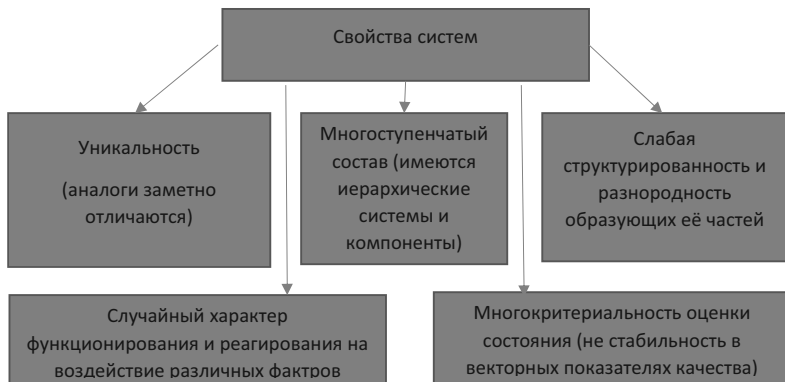 Свойства систем
Уникальность
(аналоги заметно
отличаются)
Многоступенчатый
состав (имеются
иерархические
системы и
компоненты)
Слабая
структурированность и
разнородность
образующих её частей
Случайный характер
функционирования и реагирования на
воздействие различных фактров
Многокритериальность оценки
состояния (не стабильность в
векторных показателях качества)